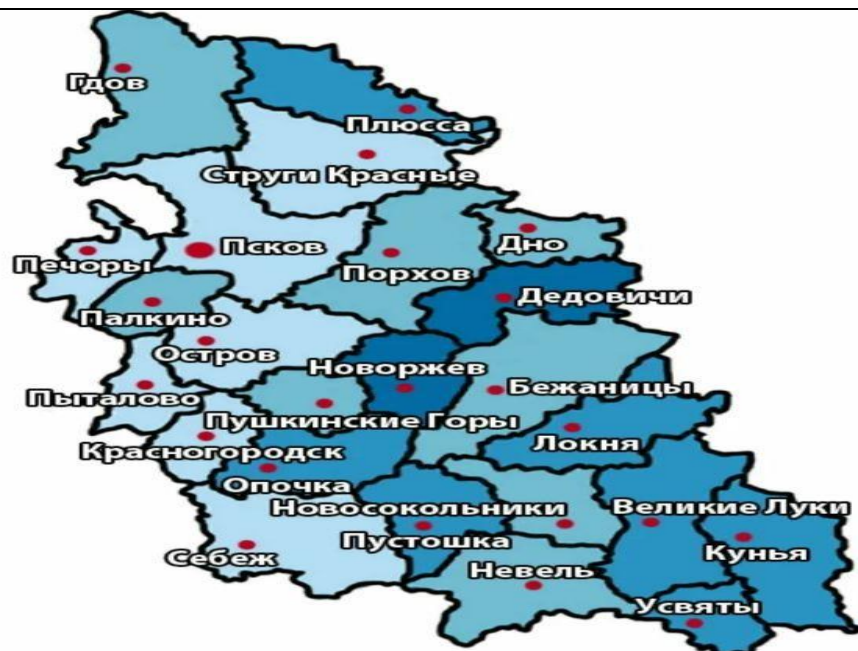 Гдов
Плюсса
Струги Красные
Псков
Дно
Печоры
Порхов
Дедовичи
Палкино
Остров
Новоржев
Бежаницы
Пыталово
Пушкинские Горы
Красногородск
Локня
Опочка
Новосокольники
Великие Луки
Пустошка
Себеж
Кунья
Невель
Усвяты